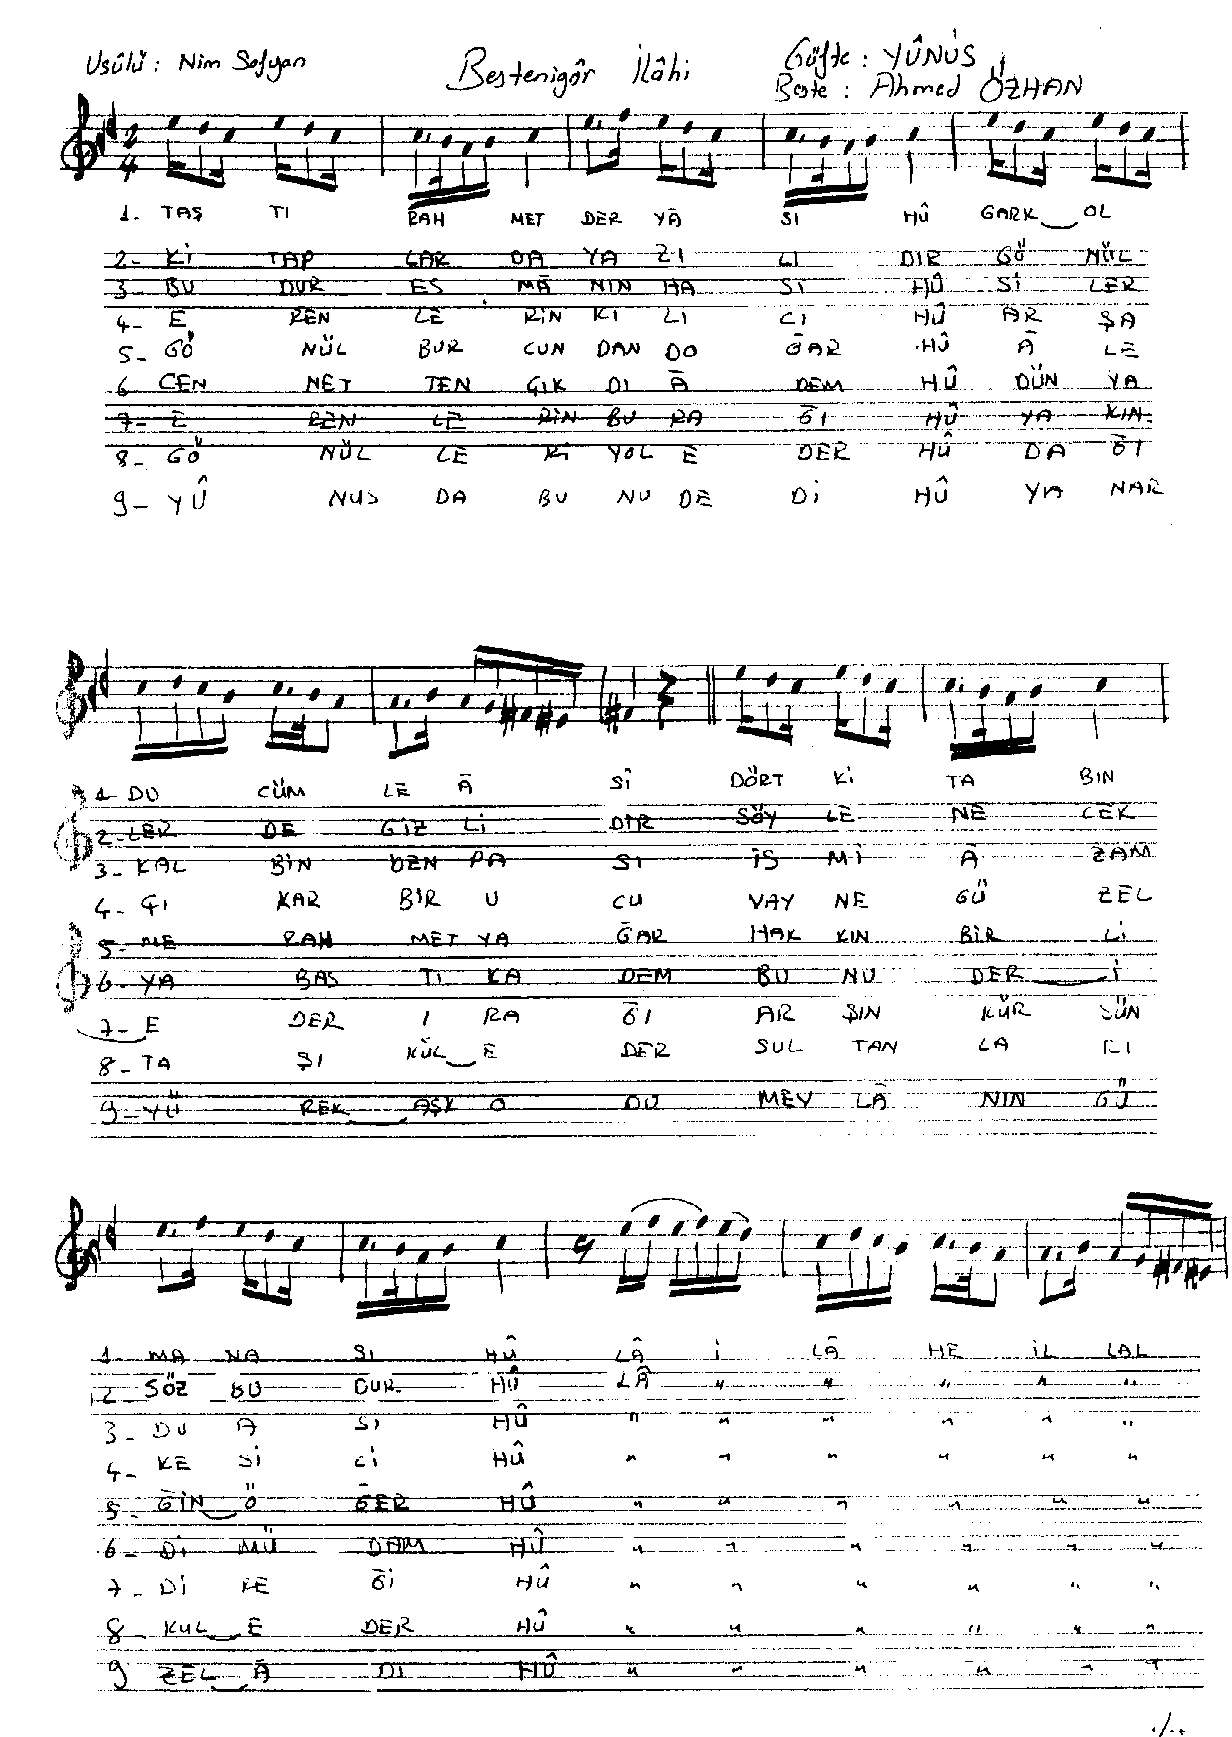 Usûlü : Nim Sofyan
Bestenigâr İlâhi
Güfte : YÛNUS
Beste : Ahmed ÖZHAN
2
4
1- TAŞ TI RAH MET DER YÂ SI HÛ GARK OL
2- Kİ TAP LAR DA YA ZI LI DIR GÖ NÜL
3- BU DUR ES MÂ NIN HA SI HÛ Sİ LER
4- E REN LE RİN KI LI CI HÛ AR ŞA
5- GÖ NÜL BUR CUN DAN DO ĞAR HÛ Â LE
6 CEN NET TEN ÇIK DI Â DEM HÛ DÜN YA
7- E REN LE RİN BU RA ĞI HÛ YA KIN
8- GÖ NÜL LE Kİ YOL E DER HÛ DA ĞI
9- YÛ NUS DA BU NU DE Dİ HÛ YA NAR
1- DU CÜM LE Â Sİ DÖRT Kİ TA BIN
2- LER DE GİZ Lİ DİR SÖY LE NE CEK
3- KAL BİN DEN PA SI İS Mİ Â ZAM
4- ÇI KAR BİR U CU VAY NE GÜ ZEL
5- ME RAH MET YA ĞAR HAK KIN BİR Lİ
6- YA BAS TI KA DEM BU NU DER İ
7- E DER I RA ĞI AR ŞIN KÜR SÜN
8- TA ŞI KÜL E DER SUL TAN LA RI
9- YÜ REK AŞK O DU MEV LÂ NIN GÜ
1- MA NA SI HÛ LÂ İ LÂ HE İL LAL
2- SÖZ BU DUR HÛ LÂ " " " " "
3- DU A SI HÛ " " " " " "
4- KE Sİ Cİ HÛ " " " " " "
5- ĞİN Ö ĞER HÛ " " " " " "
6- Dİ MÜ DAM HÛ " " " " " "
7- Dİ RE Ğİ HÛ " " " " " "
8- KUL E DER HÛ " " " " " "
9 ZEL A DI HÛ " " " " " "